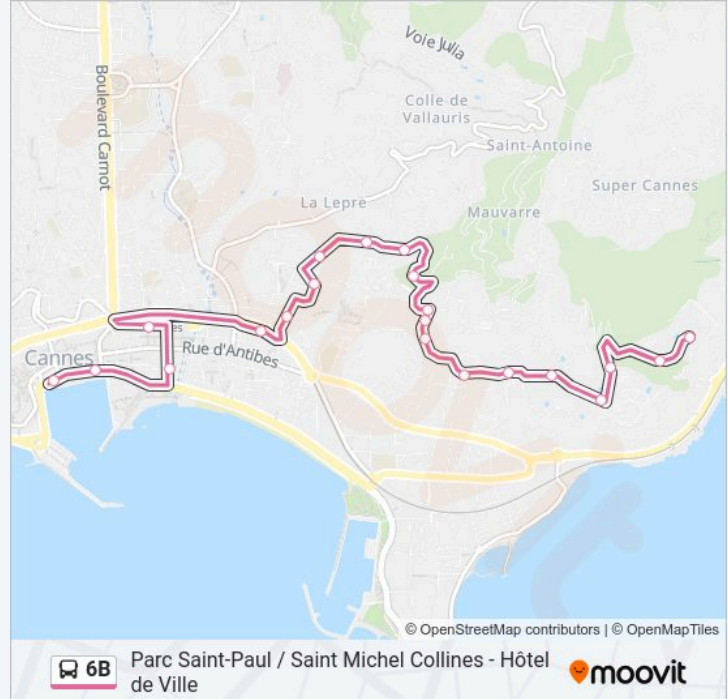 Voie Julia
Boulevard Carnot
Colle de
Vallauris
Saint-Antoine
Super Cannes
La Lepre
Mauvarre
Cannes
Rue d'Antibes
© OpenStreetMap contributors | © OpenMapTiles
6B
Parc Saint-Paul / Saint Michel Collines - Hôtel
de Ville
moovit